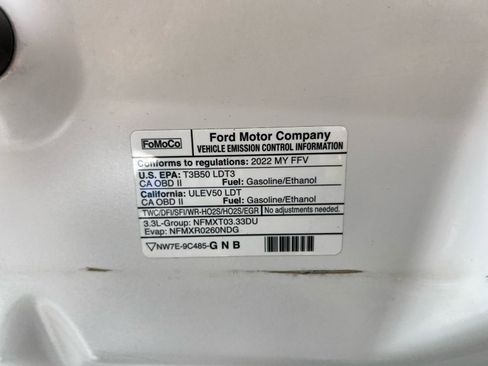 FoMoCo
Ford Motor Company
VEHICLE EMISSION CONTROL INFORMATION
Conforms to regulations: 2022 MY FFV
U.S. EPA: T3B50 LDT3
CA OBD II Fuel: Gasoline/Ethanol
California: ULEV50 LDT
CA OBD II Fuel: Gasoline/Ethanol
TWC/DFI/SFI/WR-HO2S/HO2S/EGR No adjustments needed.
3.3L-Group: NFMXT03.33DU
Evap: NFMXR0260NDG
NW7E-9C485-GNB